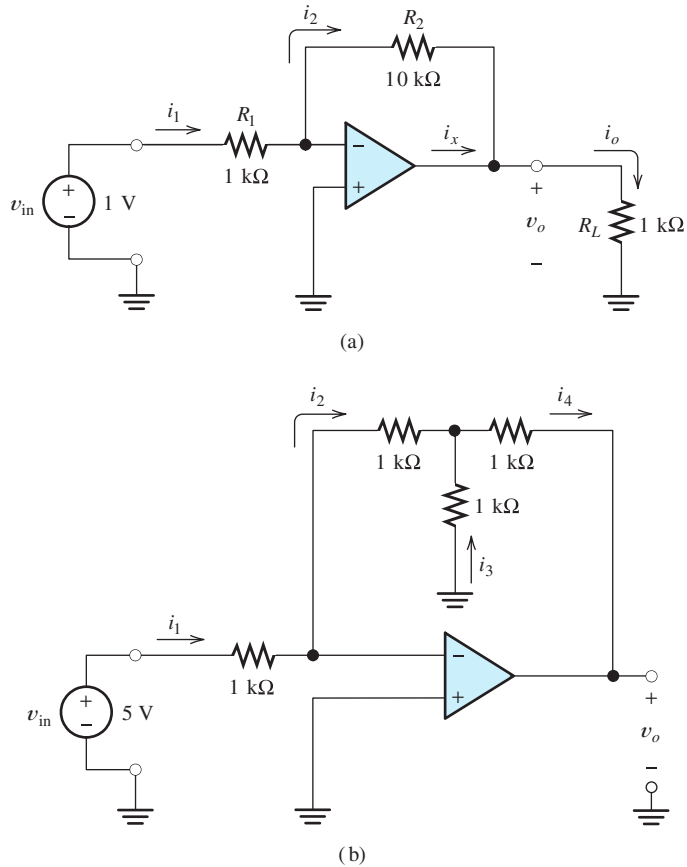 i2
R2
10 kΩ
i1
R1
1 kΩ
−
+
ix
io
vin
+
−
1 V
+
vo
−
RL
1 kΩ
(a)
i2
i4
1 kΩ
1 kΩ
1 kΩ
i3
i1
1 kΩ
−
+
vin
+
−
5 V
+
vo
−
(b)